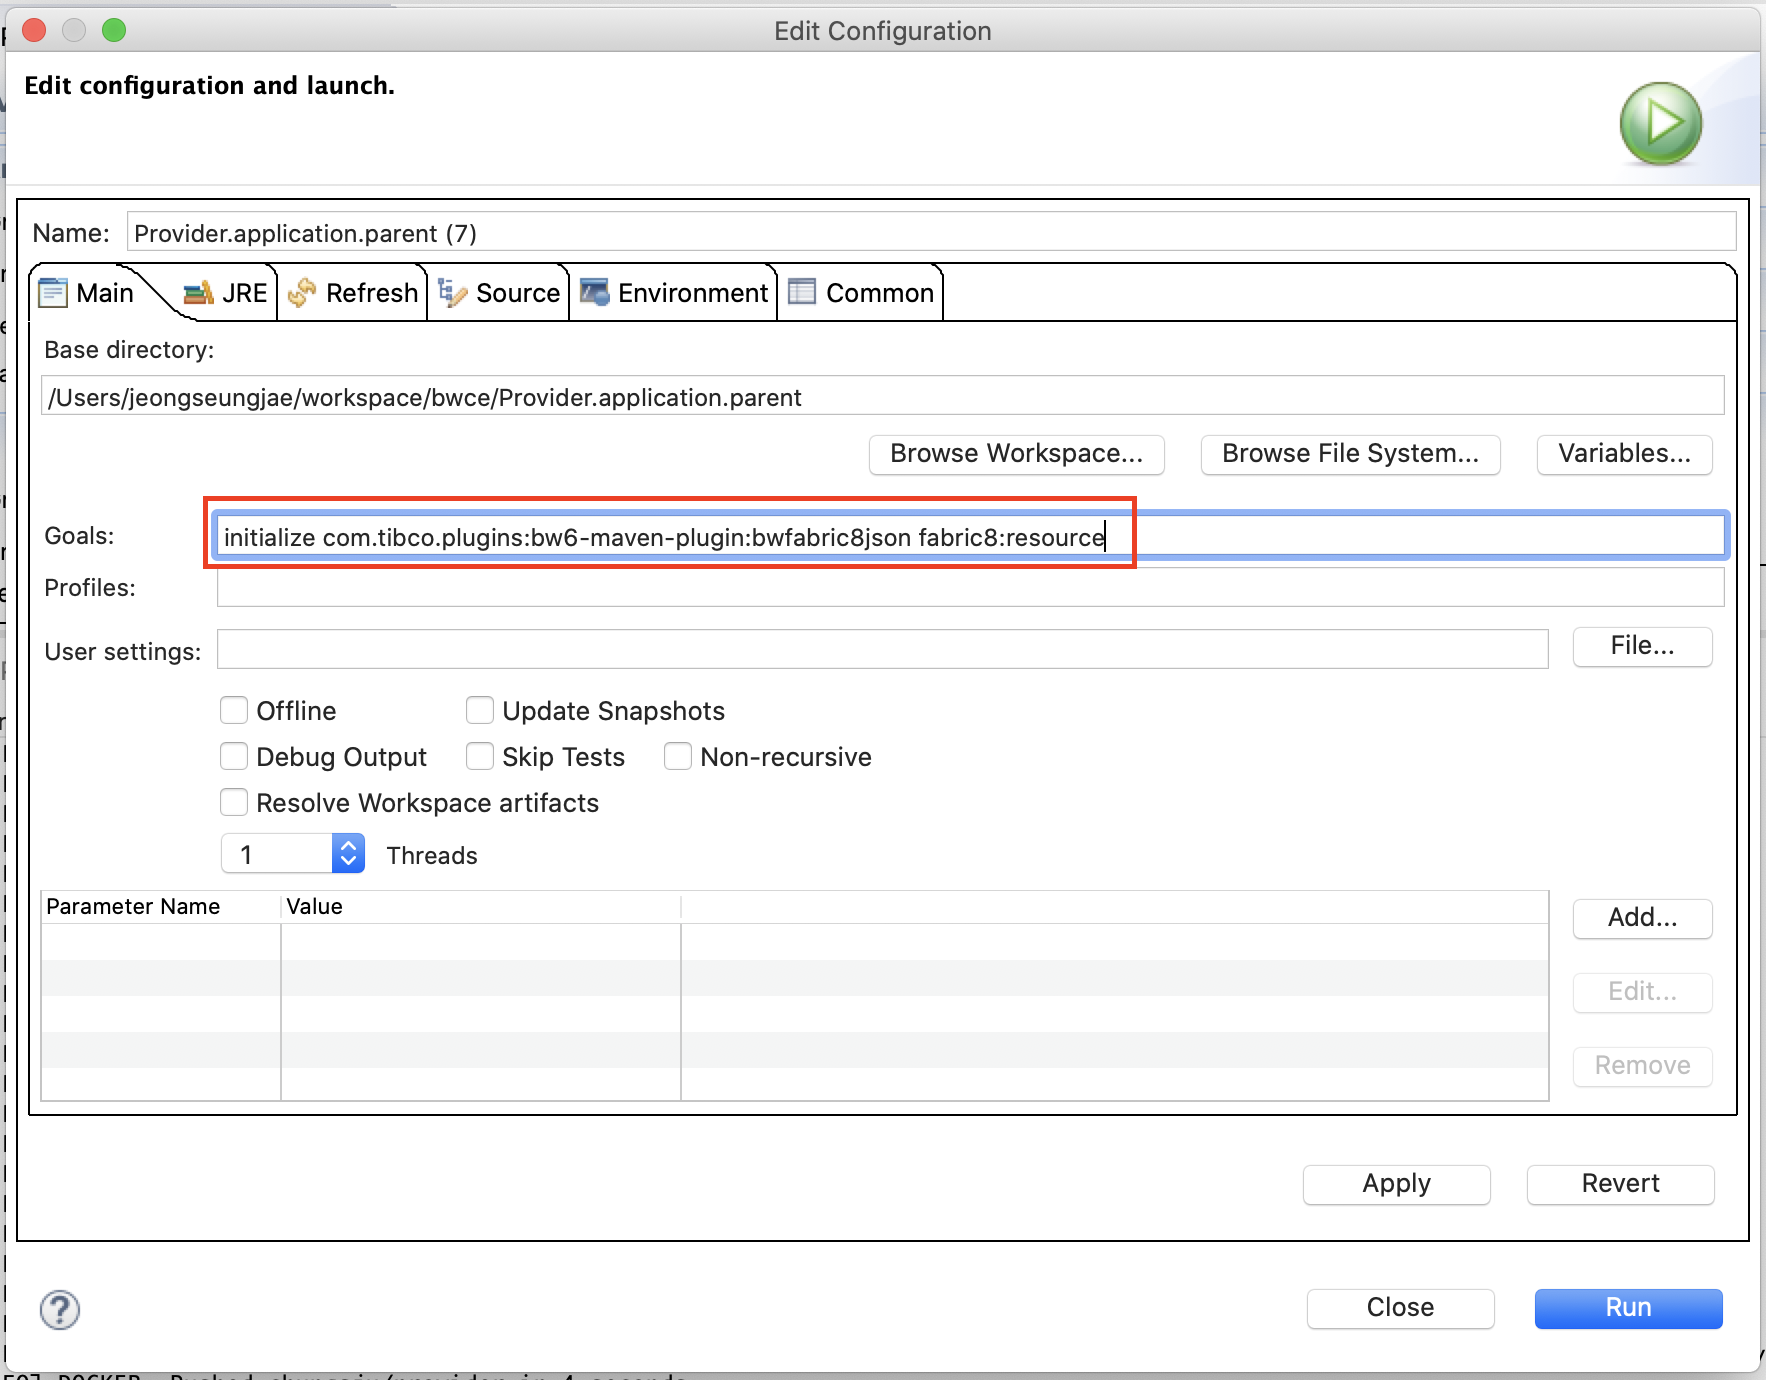 Edit Configuration
Edit configuration and launch.
Name: Provider.application.parent (7)
Main JRE Refresh Source Environment Common
Base directory:
/Users/jeongseungjae/workspace/bwce/Provider.application.parent
Browse Workspace... Browse File System... Variables...
Goals: initialize com.tibco.plugins:bw6-maven-plugin:bwfabric8json fabric8:resource
Profiles:
User settings: File...
Offline Update Snapshots
Debug Output Skip Tests Non-recursive
Resolve Workspace artifacts
1 Threads
Parameter Name Value
Add...
Edit...
Remove
Apply Revert
? Close Run